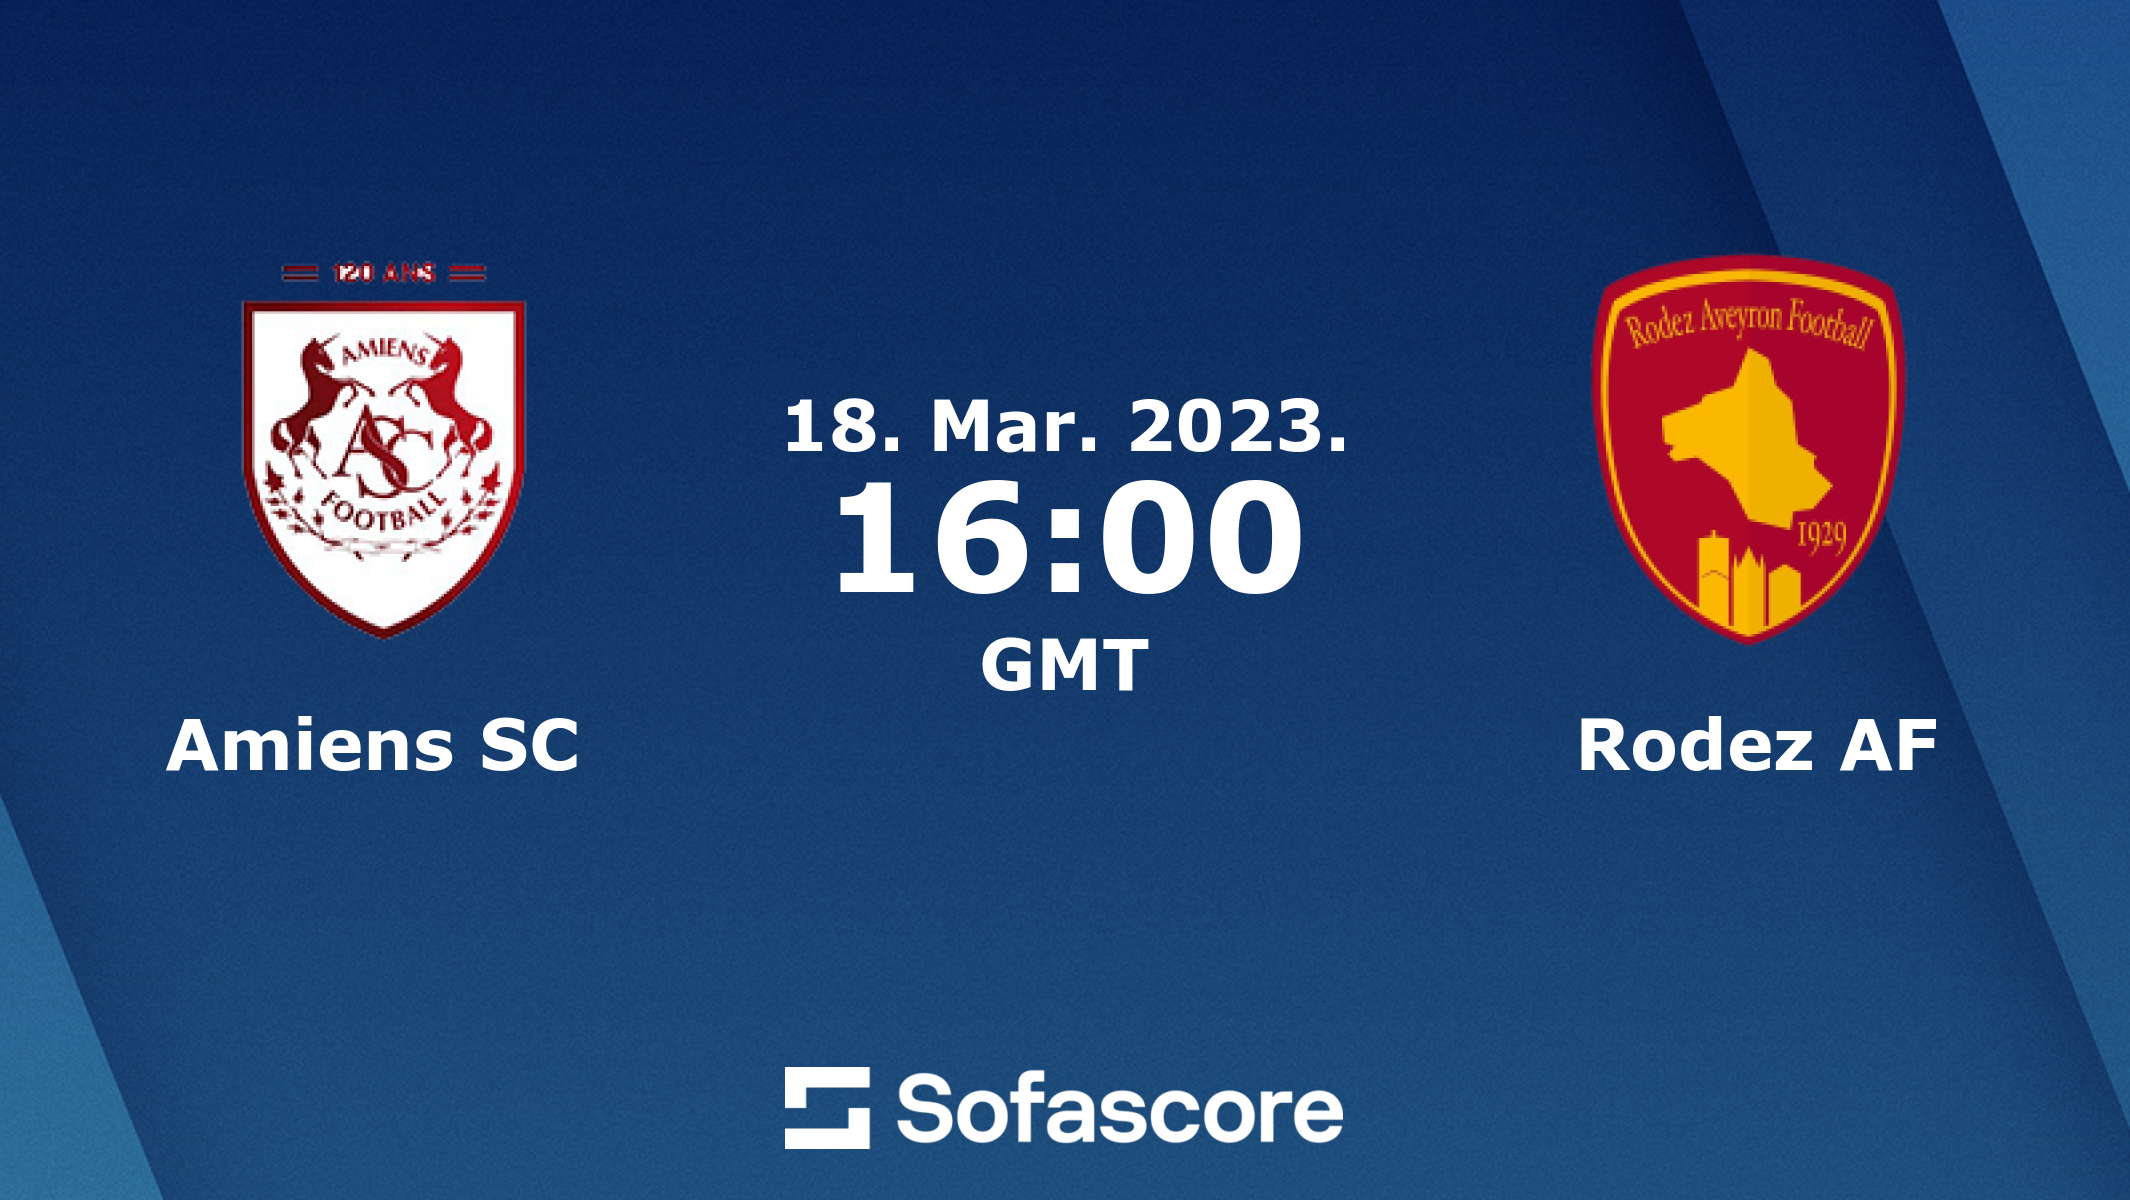 120 ANS
AMIENS
ASC
FOOTBALL
Amiens SC
18. Mar. 2023.
16:00
GMT
Rodez Aveyron Football
1929
Rodez AF
Sofascore